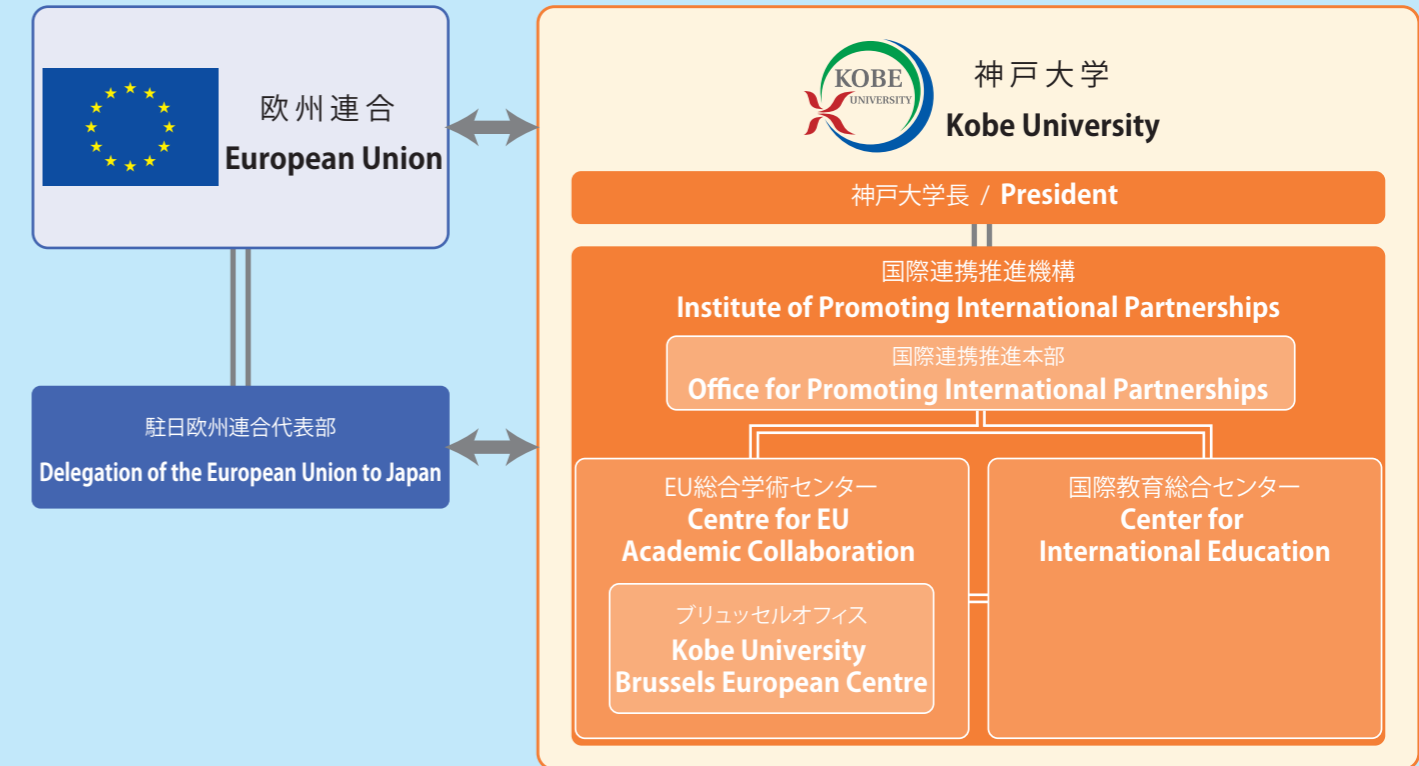 欧州連合
European Union
駐日欧州連合代表部
Delegation of the European Union to Japan
KOBE
UNIVERSITY
神戸大学
Kobe University
神戸大学長 / President
国際連携推進機構
Institute of Promoting International Partnerships
国際連携推進本部
Office for Promoting International Partnerships
EU総合学術センター
Centre for EU
Academic Collaboration
ブリュッセルオフィス
Kobe University
Brussels European Centre
国際教育総合センター
Center for
International Education